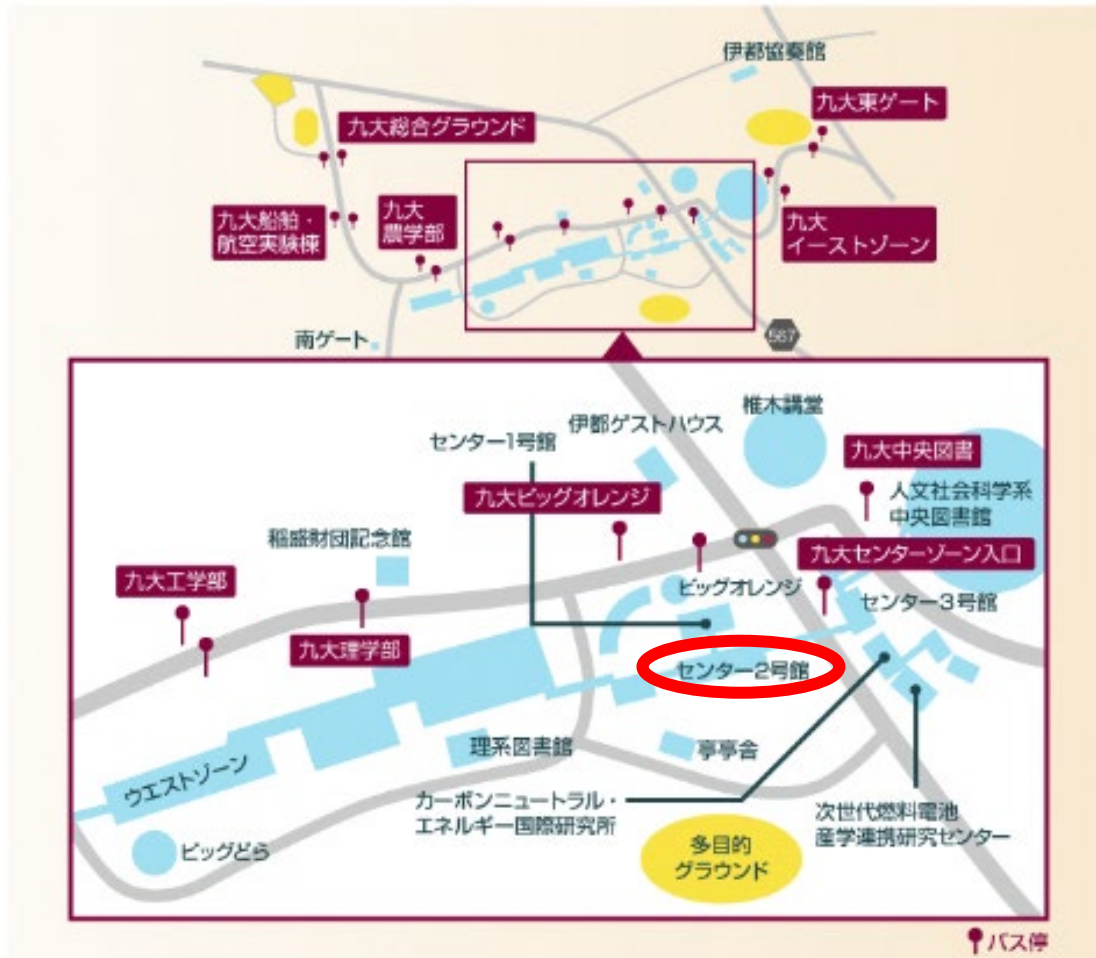 伊都協奏館
九大東ゲート
九大総合グラウンド
九大船舶・
航空実験棟
九大
農学部
九大
イーストゾーン
南ゲート
567
椎木講堂
伊都ゲストハウス
センター1号館
九大中央図書
九大ビッグオレンジ
人文社会科学系
中央図書館
稲盛財団記念館
九大センターゾーン入口
九大工学部
ビッグオレンジ
センター3号館
九大理学部
センター2号館
理系図書館
亭亭舎
ウエストゾーン
カーボンニュートラル・
エネルギー国際研究所
次世代燃料電池
産学連携研究センター
ビッグどら
多目的
グラウンド
バス停